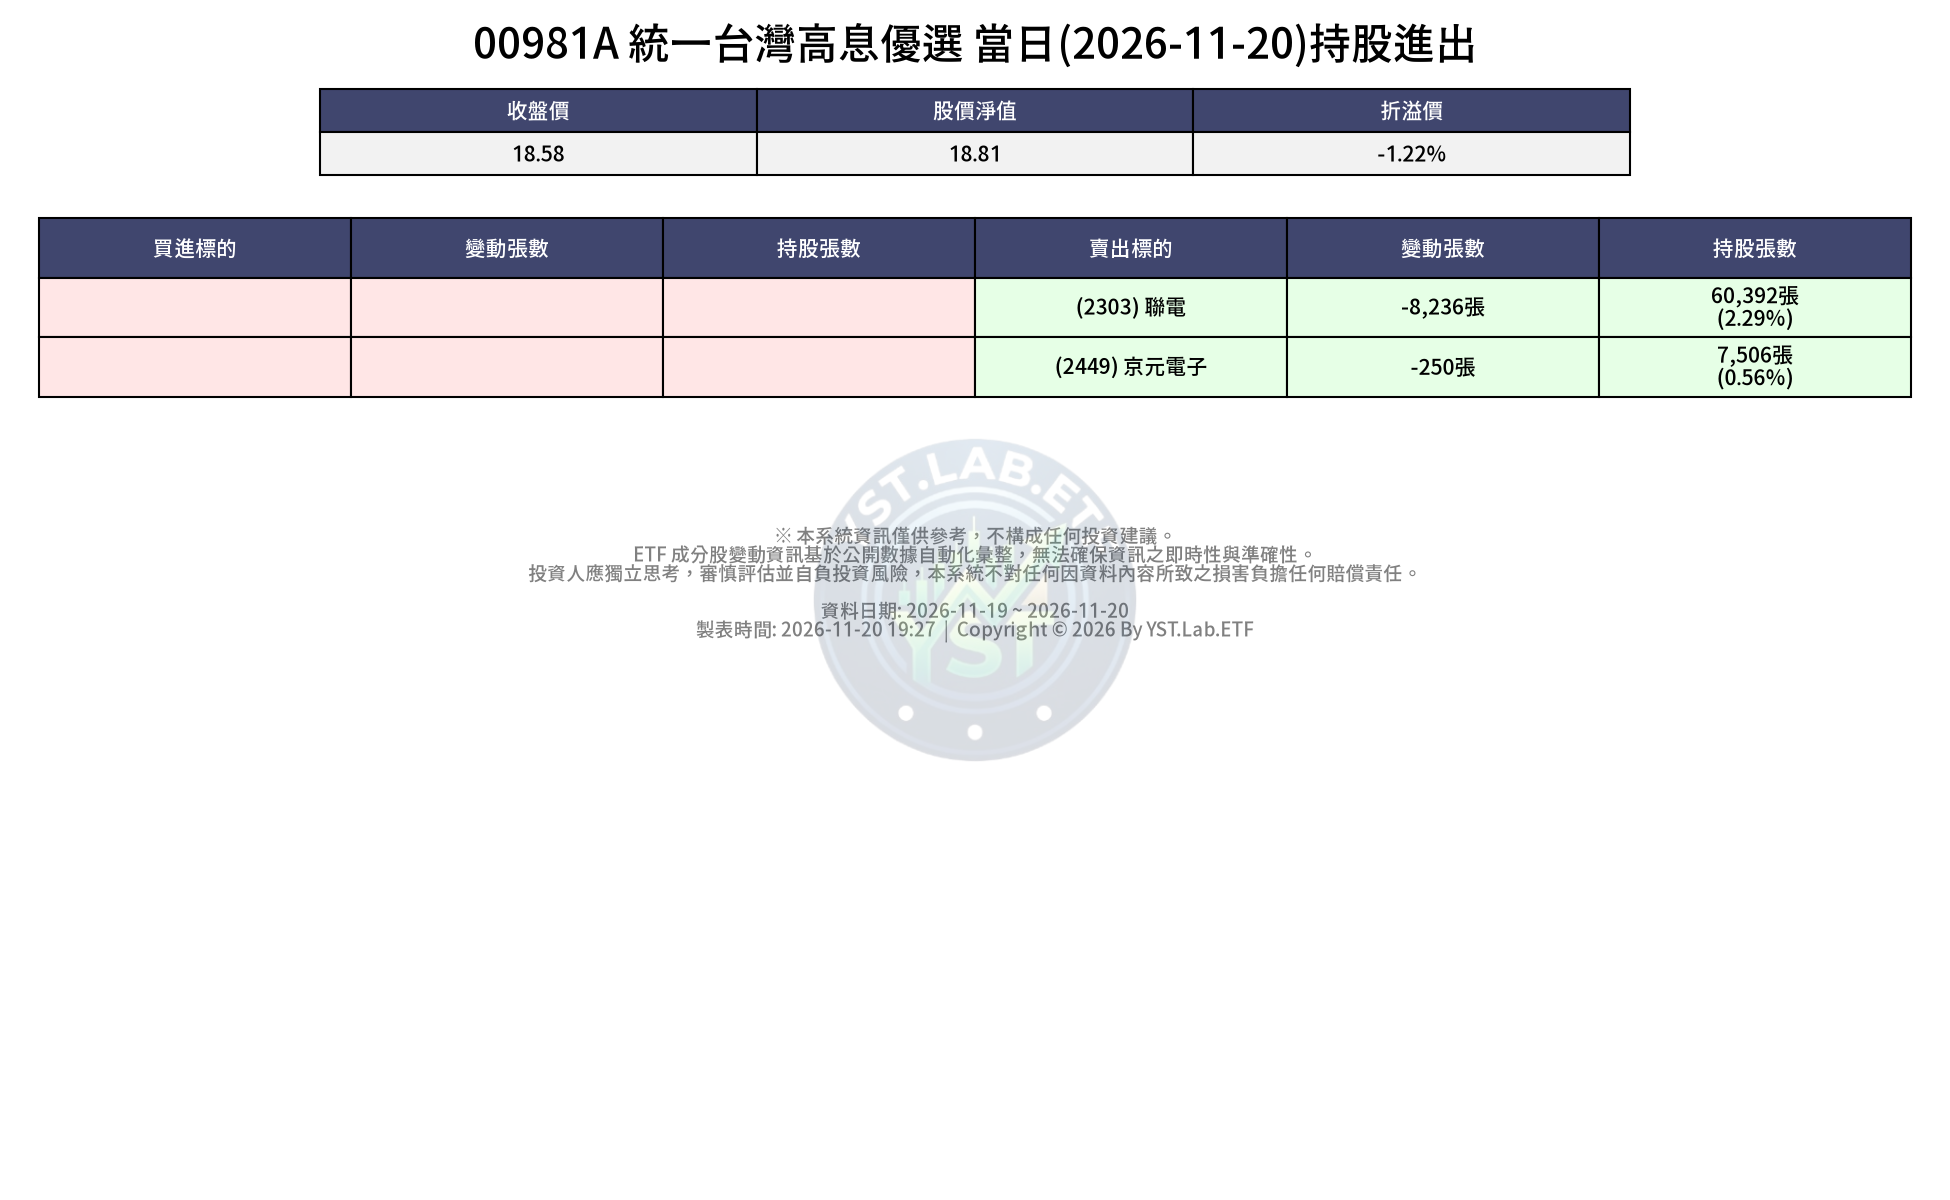 00981A 統一台灣高息優選 當日(2026-11-20)持股進出
收盤價 股價淨值 折溢價
18.58 18.81 -1.22%
買進標的 變動張數 持股張數 賣出標的 變動張數 持股張數
(2303) 聯電 -8,236張 60,392張
(2.29%)
(2449) 京元電子 -250張 7,506張
(0.56%)
YST.LAB.ETF
※ 本系統資訊僅供參考，不構成任何投資建議。
ETF 成分股變動資訊基於公開數據自動化彙整，無法確保資訊之即時性與準確性。
投資人應獨立思考，審慎評估並自負投資風險，本系統不對任何因資料內容所致之損害負擔任何賠償責任。
資料日期: 2026-11-19 ~ 2026-11-20
製表時間: 2026-11-20 19:27 | Copyright © 2026 By YST.Lab.ETF
YST